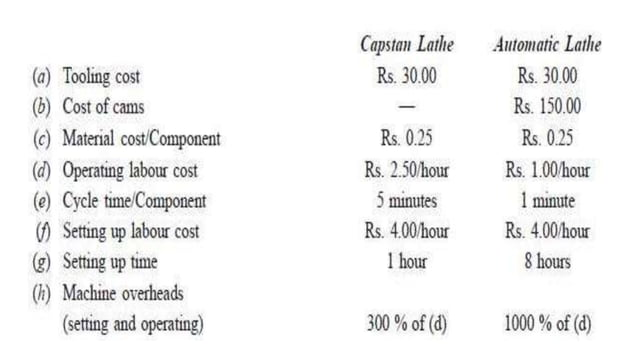 Capstan Lathe Automatic Lathe
(a) Tooling cost Rs. 30.00 Rs. 30.00
(b) Cost of cams — Rs. 150.00
(c) Material cost/Component Rs. 0.25 Rs. 0.25
(d) Operating labour cost Rs. 2.50/hour Rs. 1.00/hour
(e) Cycle time/Component 5 minutes 1 minute
(f) Setting up labour cost Rs. 4.00/hour Rs. 4.00/hour
(g) Setting up time 1 hour 8 hours
(h) Machine overheads
(setting and operating) 300 % of (d) 1000 % of (d)